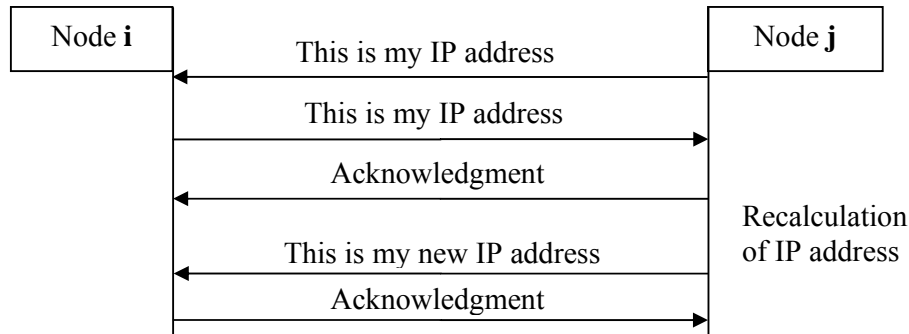 Node i
Node j
This is my IP address
This is my IP address
Acknowledgment
Recalculation
of IP address
This is my new IP address
Acknowledgment